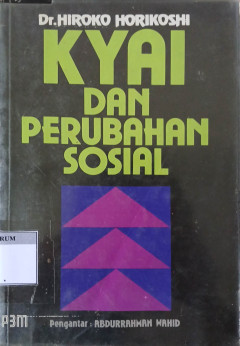 Dr.HIROKO HORIKOSHI
KYAI
DAN
PERUBAHAN
SOSIAL
RUM
P3M
Pengantar : ABDURRAHMAN WAHID